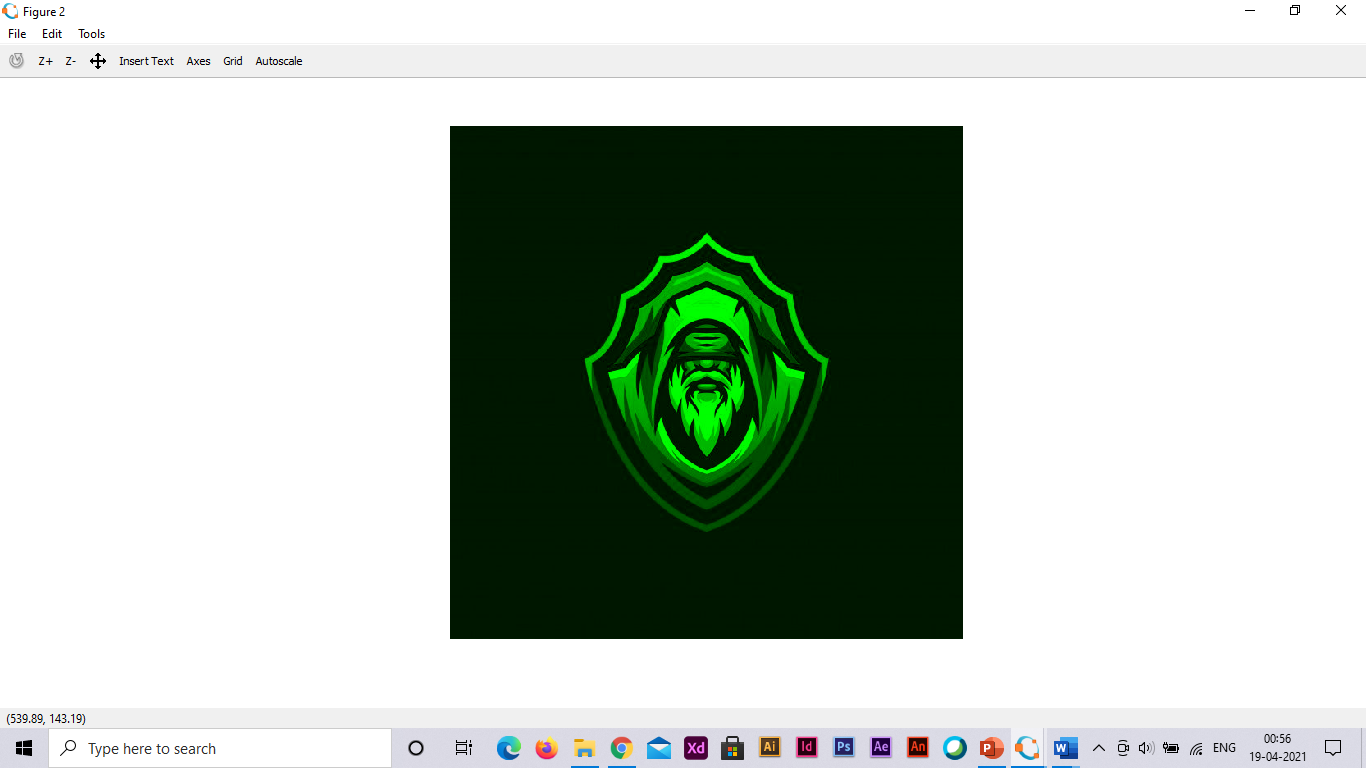 Figure 2
File Edit Tools
Z+ Z- Insert Text Axes Grid Autoscale
(539.89, 143.19)
Type here to search
Xd Ai Id Ps Ae An P W
ENG
00:56
19-04-2021